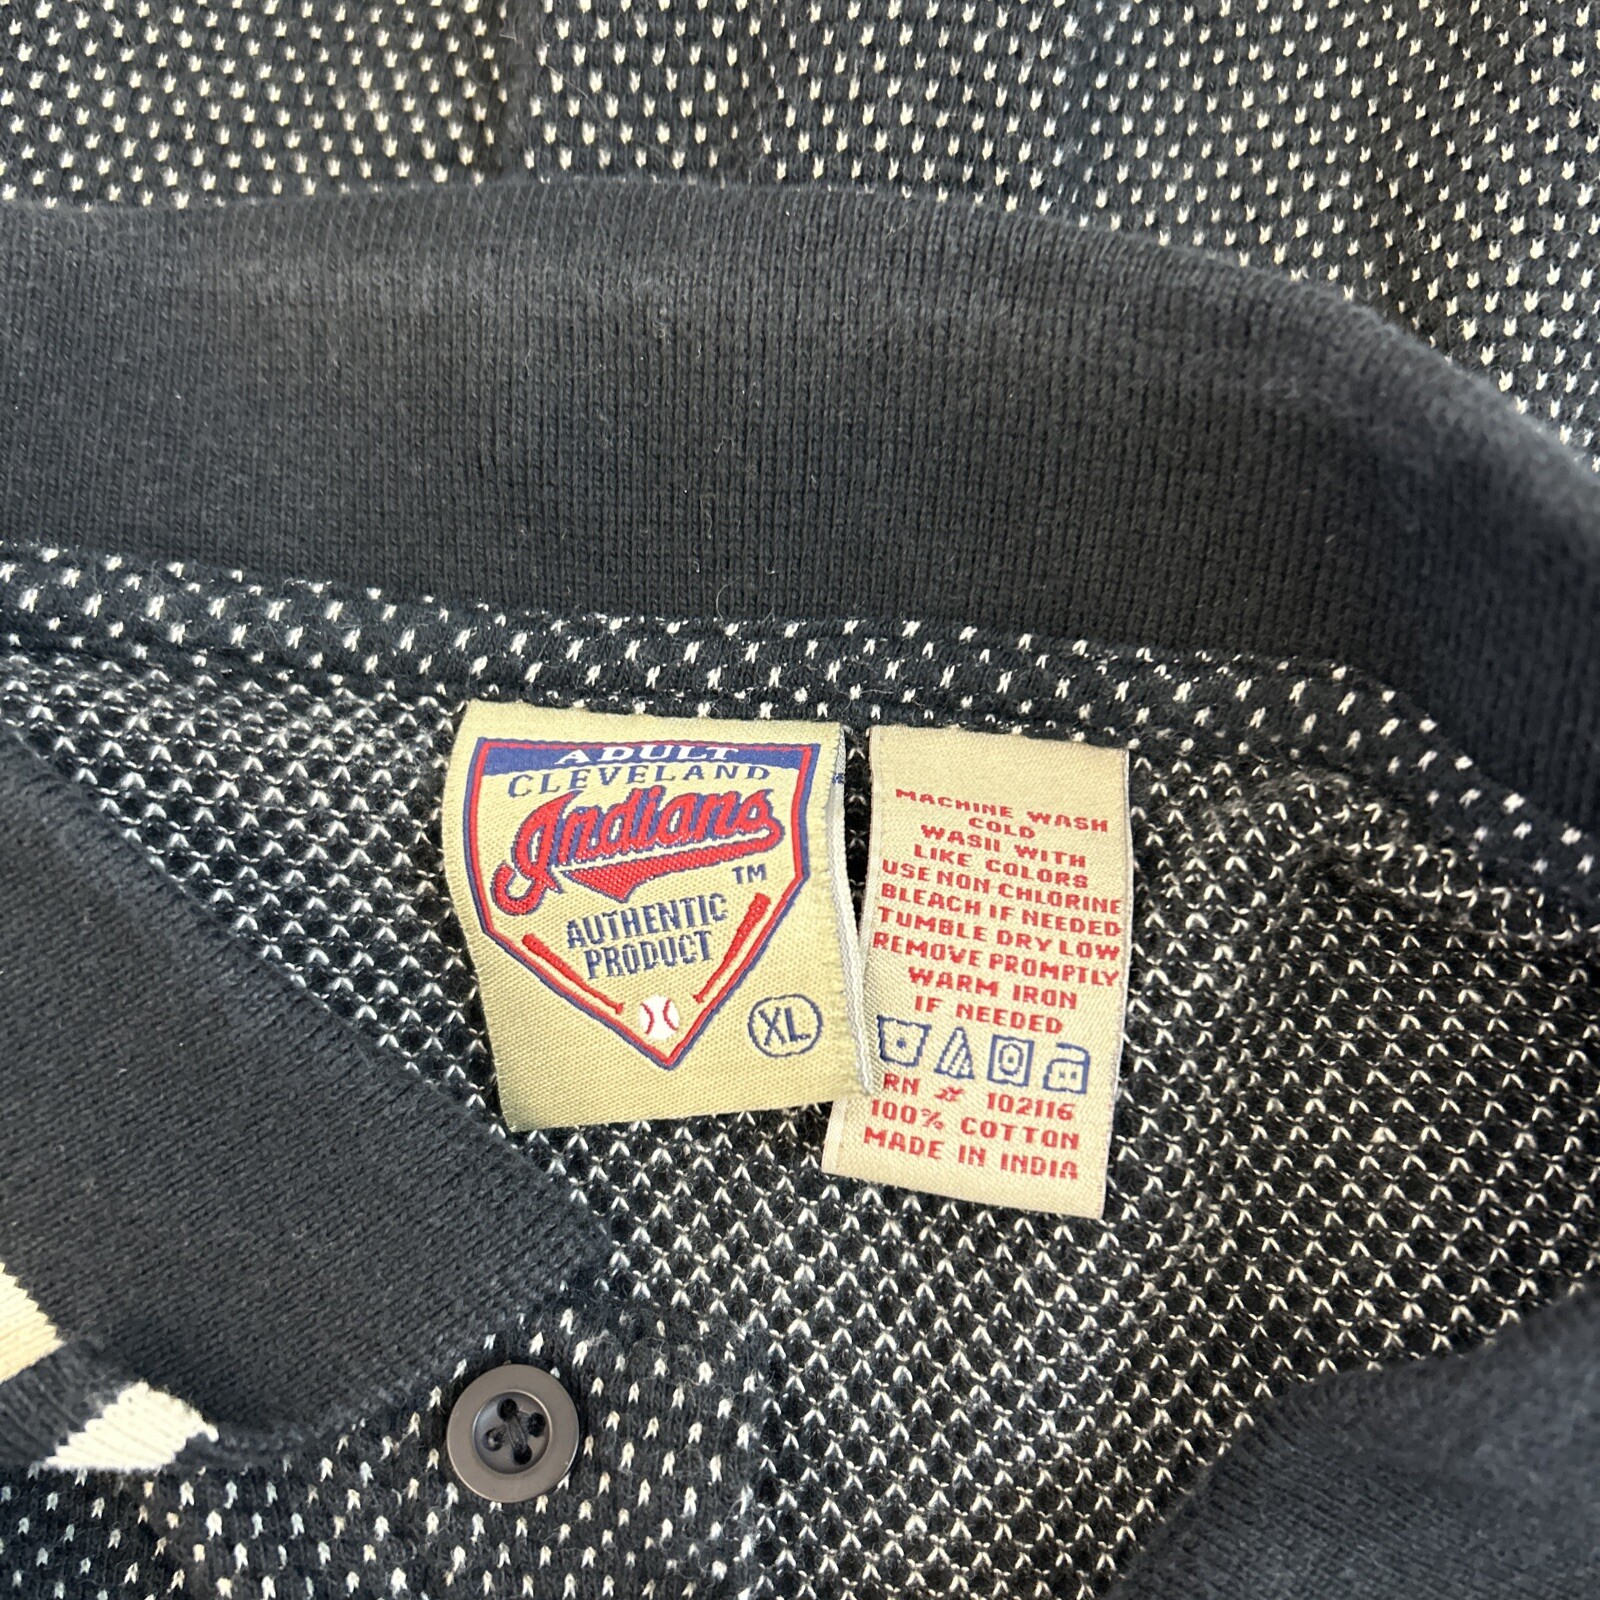 ADULT
CLEVELAND
Indians
TM
AUTHENTIC
PRODUCT
XL
MACHINE WASH
COLD
WASH WITH
LIKE COLORS
USE NON-CHLORINE
BLEACH IF NEEDED
TUMBLE DRY LOW
REMOVE PROMPTLY
WARM IRON
IF NEEDED
RN # 102116
100% COTTON
MADE IN INDIA